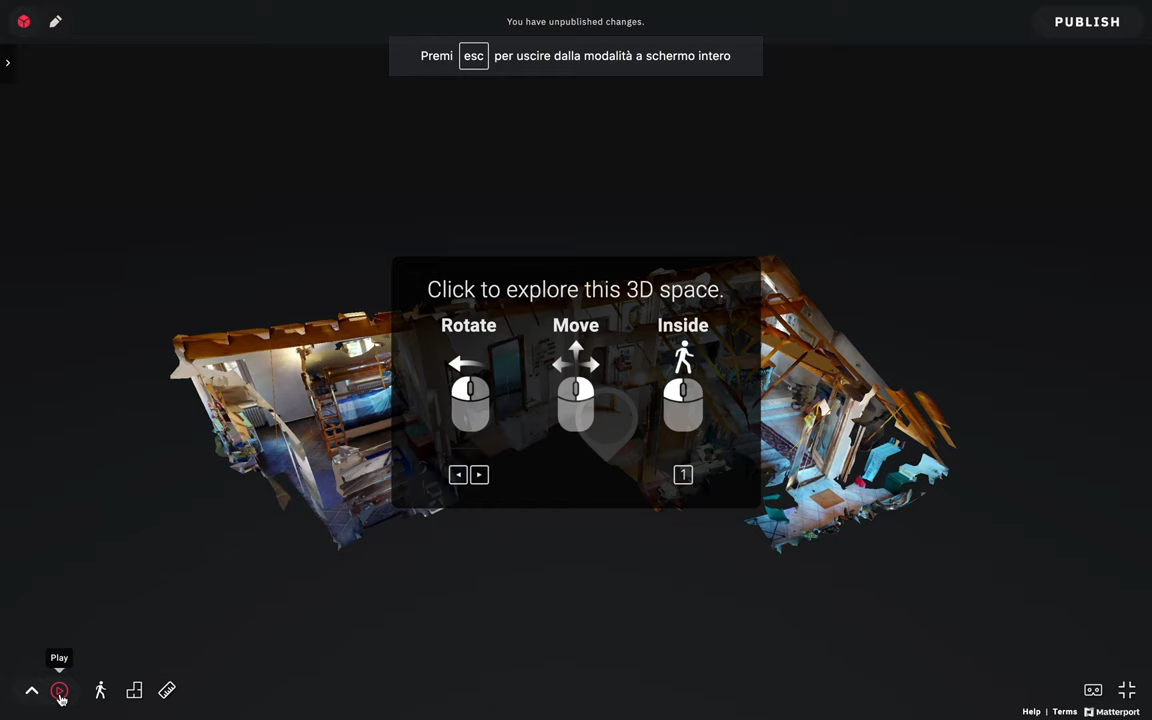 You have unpublished changes.
PUBLISH
Premi esc per uscire dalla modalità a schermo intero
Click to explore this 3D space.
Rotate Move Inside
1
Play
Help | Terms Matterport